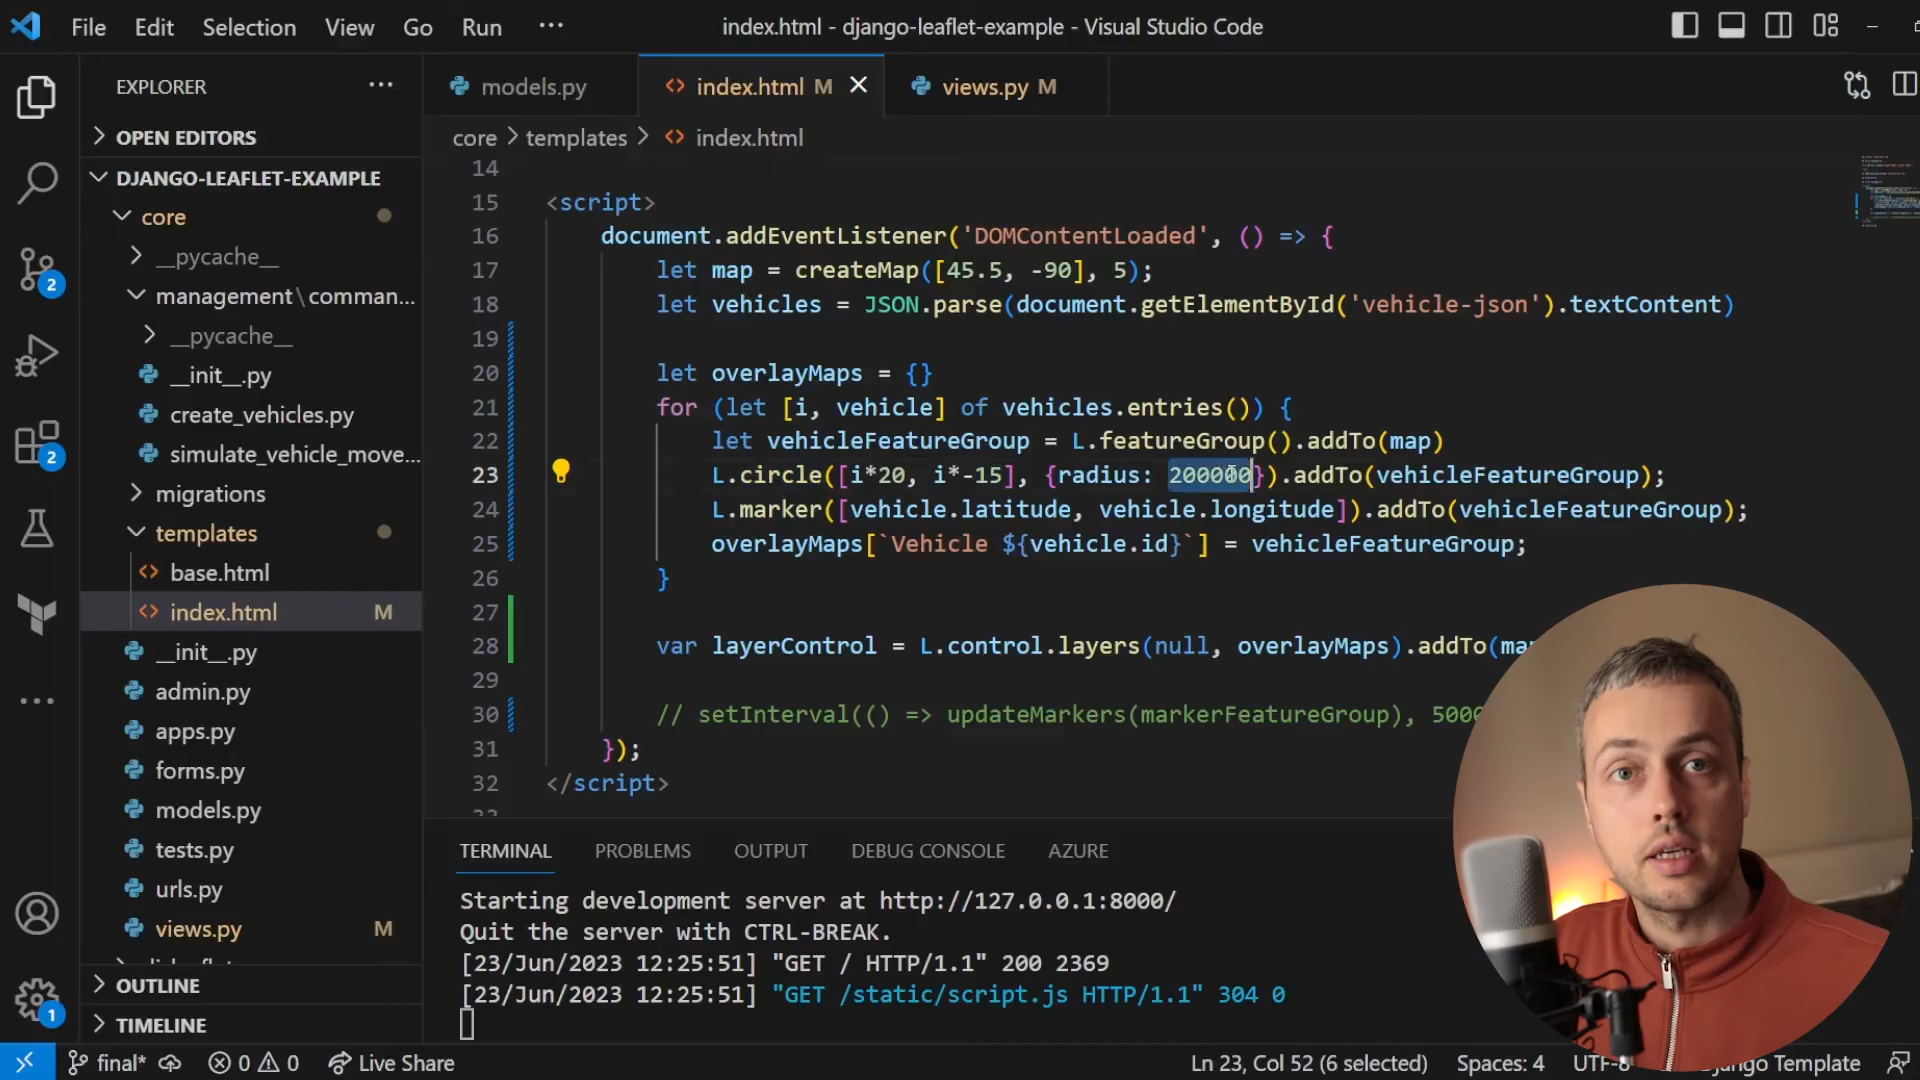 File Edit Selection View Go Run ···
index.html - django-leaflet-example - Visual Studio Code
EXPLORER
OPEN EDITORS
DJANGO-LEAFLET-EXAMPLE
core
__pycache__
management\comman...
__pycache__
__init__.py
create_vehicles.py
simulate_vehicle_move...
migrations
templates
base.html
index.html M
__init__.py
admin.py
apps.py
forms.py
models.py
tests.py
urls.py
views.py M
OUTLINE
TIMELINE
2
2
1
models.py index.html M views.py M
core > templates > index.html
14
15 <script>
16 document.addEventListener('DOMContentLoaded', () => {
17 let map = createMap([45.5, -90], 5);
18 let vehicles = JSON.parse(document.getElementById('vehicle-json').textContent)
19
20 let overlayMaps = {}
21 for (let [i, vehicle] of vehicles.entries()) {
22 let vehicleFeatureGroup = L.featureGroup().addTo(map)
23 L.circle([i*20, i*-15], {radius: 200000}).addTo(vehicleFeatureGroup);
24 L.marker([vehicle.latitude, vehicle.longitude]).addTo(vehicleFeatureGroup);
25 overlayMaps[`Vehicle ${vehicle.id}`] = vehicleFeatureGroup;
26 }
27
28 var layerControl = L.control.layers(null, overlayMaps).addTo(ma
29
30 // setInterval(() => updateMarkers(markerFeatureGroup), 5000
31 });
32 </script>
TERMINAL PROBLEMS OUTPUT DEBUG CONSOLE AZURE
Starting development server at http://127.0.0.1:8000/
Quit the server with CTRL-BREAK.
[23/Jun/2023 12:25:51] "GET / HTTP/1.1" 200 2369
[23/Jun/2023 12:25:51] "GET /static/script.js HTTP/1.1" 304 0
final* 0 0 Live Share Ln 23, Col 52 (6 selected) Spaces: 4 UTF-8 Django Template